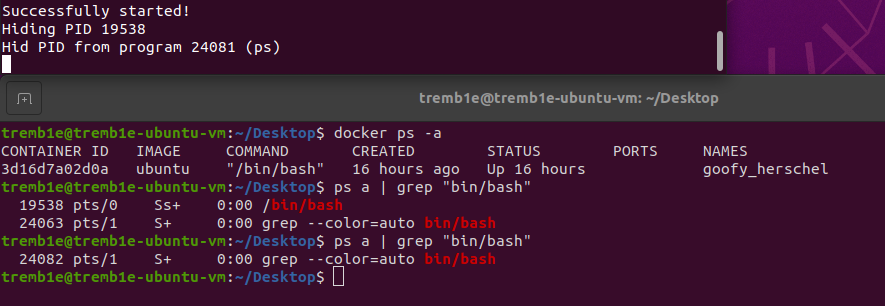 Successfully started!
Hiding PID 19538
Hid PID from program 24081 (ps)
tremb1e@tremb1e-ubuntu-vm: ~/Desktop
tremb1e@tremb1e-ubuntu-vm:~/Desktop$ docker ps -a
CONTAINER ID   IMAGE     COMMAND       CREATED        STATUS        PORTS     NAMES
3d16d7a02d0a   ubuntu    "/bin/bash"   16 hours ago   Up 16 hours             goofy_herschel
tremb1e@tremb1e-ubuntu-vm:~/Desktop$ ps a | grep "bin/bash"
  19538 pts/0    Ss+    0:00 /bin/bash
  24063 pts/1    S+     0:00 grep --color=auto bin/bash
tremb1e@tremb1e-ubuntu-vm:~/Desktop$ ps a | grep "bin/bash"
  24082 pts/1    S+     0:00 grep --color=auto bin/bash
tremb1e@tremb1e-ubuntu-vm:~/Desktop$